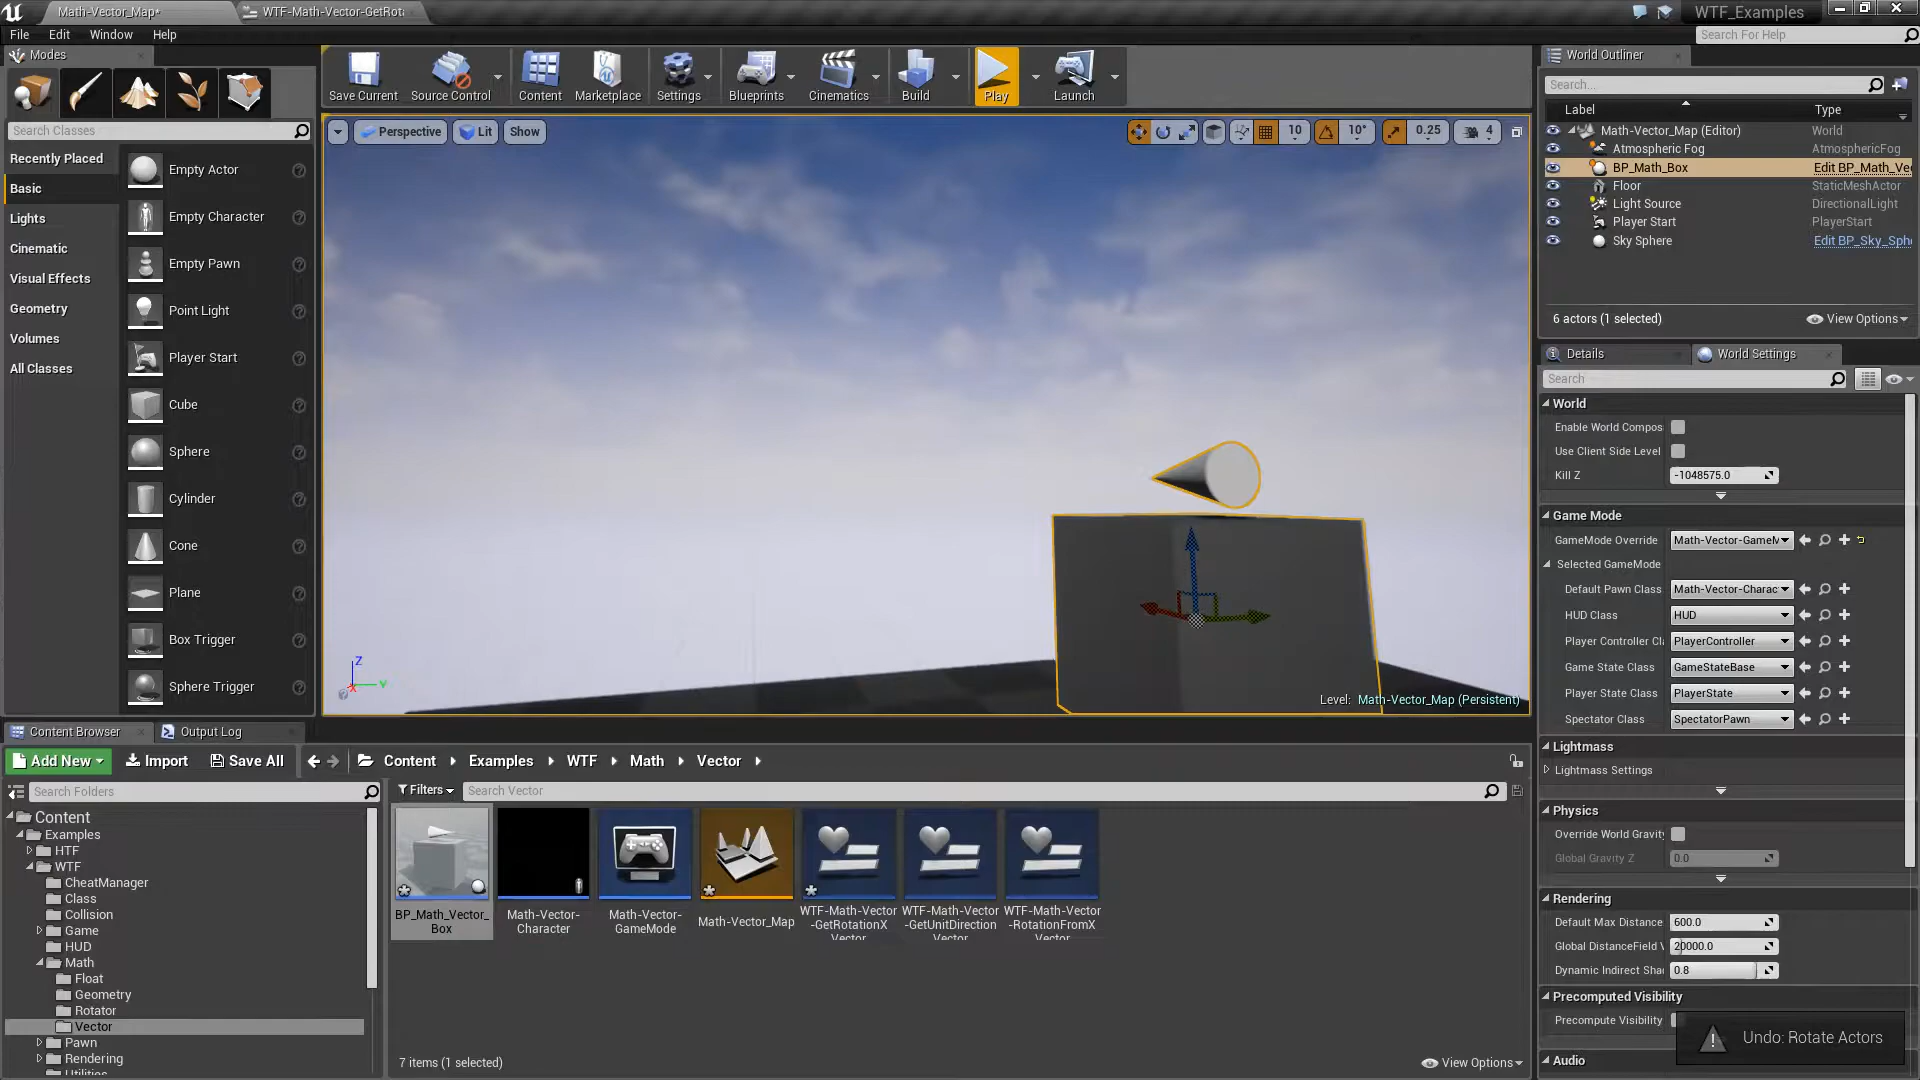 Math-Vector_Map*
WTF-Math-Vector-GetRot
WTF_Examples
File Edit Window Help
Search For Help
Modes
Search Classes
Recently Placed
Basic
Lights
Cinematic
Visual Effects
Geometry
Volumes
All Classes
Empty Actor
Empty Character
Empty Pawn
Point Light
Player Start
Cube
Sphere
Cylinder
Cone
Plane
Box Trigger
Sphere Trigger
Save Current
Source Control
Content
Marketplace
Settings
Blueprints
Cinematics
Build
Play
Launch
Perspective
Lit
Show
10
10°
0.25
4
Z
Y
X
Level: Math-Vector_Map (Persistent)
World Outliner
Search...
Label Type
Math-Vector_Map (Editor) World
Atmospheric Fog AtmosphericFog
BP_Math_Box Edit BP_Math_Ve
Floor StaticMeshActor
Light Source DirectionalLight
Player Start PlayerStart
Sky Sphere Edit BP_Sky_Sph
6 actors (1 selected)
View Options
Details
World Settings
Search
World
Enable World Compos
Use Client Side Level
Kill Z -1048575.0
Game Mode
GameMode Override Math-Vector-GameM
Selected GameMode
Default Pawn Class Math-Vector-Charac
HUD Class HUD
Player Controller Cl PlayerController
Game State Class GameStateBase
Player State Class PlayerState
Spectator Class SpectatorPawn
Lightmass
Lightmass Settings
Physics
Override World Gravity
Global Gravity Z 0.0
Rendering
Default Max Distance 600.0
Global DistanceField V 20000.0
Dynamic Indirect Sha 0.8
Precomputed Visibility
Precompute Visibility
Audio
Undo: Rotate Actors
Content Browser
Output Log
Add New
Import
Save All
Content
Examples
WTF
Math
Vector
Search Folders
Filters
Search Vector
Content
Examples
HTF
WTF
CheatManager
Class
Collision
Game
HUD
Math
Float
Geometry
Rotator
Vector
Pawn
Rendering
Utilities
BP_Math_Vector_
Box
Math-Vector-
Character
Math-Vector-
GameMode
Math-Vector_Map
WTF-Math-Vector
-GetRotationX
Vector
WTF-Math-Vector
-GetUnitDirection
Vector
WTF-Math-Vector
-RotationFromX
Vector
7 items (1 selected)
View Options